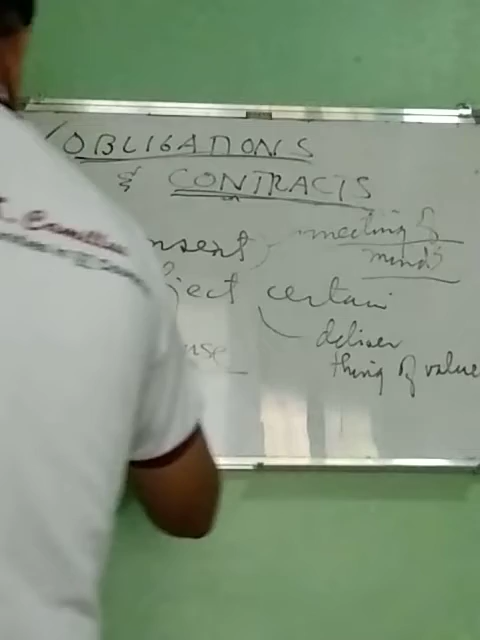 OBLIGATIONS
& CONTRACTS
nsent meeting of
minds
ject certain
deliver
thing of value
use